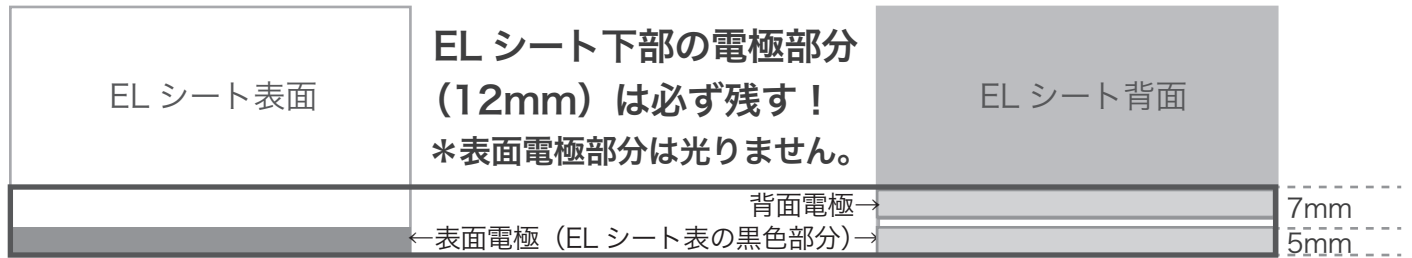 EL シート表面
EL シート下部の電極部分
（12mm）は必ず残す！
＊表面電極部分は光りません。
EL シート背面
背面電極→
7mm
←表面電極（EL シート表の黒色部分）→
5mm